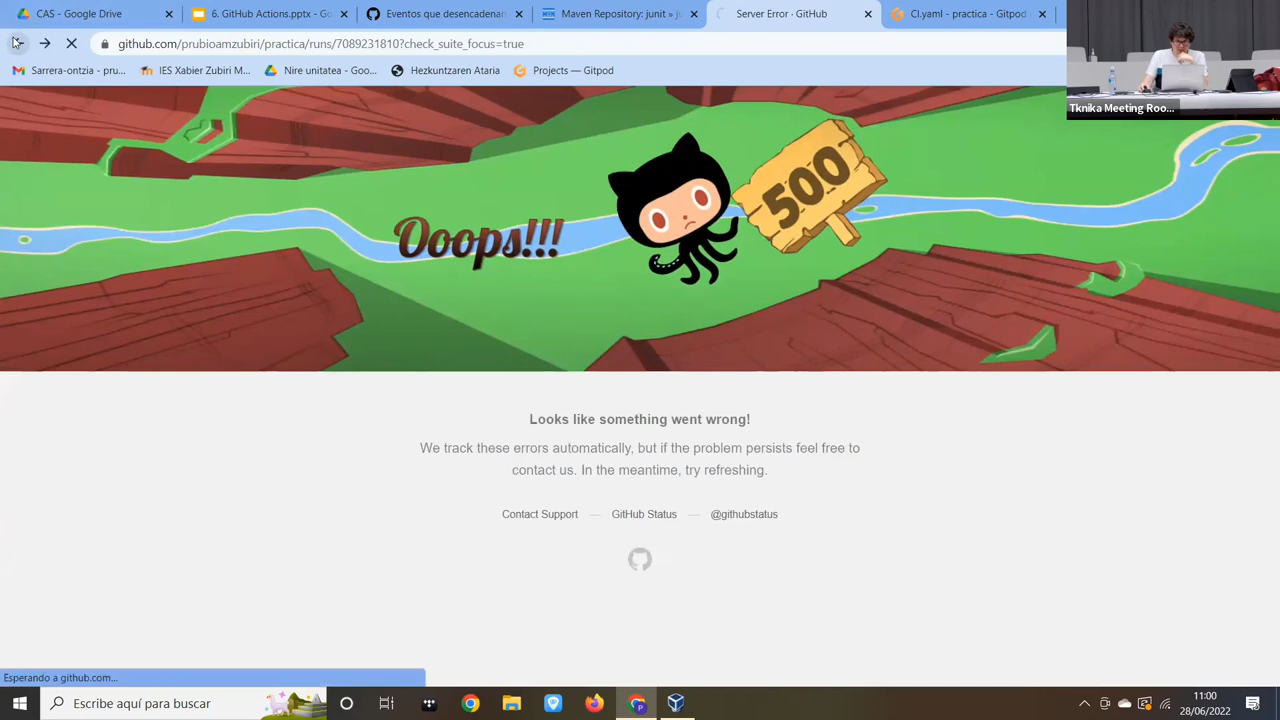 CAS - Google Drive
6. GitHub Actions.pptx - Google
Eventos que desencadenan
Maven Repository: junit » ju
Server Error · GitHub
CI.yaml - practica - Gitpod
github.com/prubioamzubiri/practica/runs/7089231810?check_suite_focus=true
Sarrera-ontzia - pru...
IES Xabier Zubiri M...
Nire unitatea - Goo...
Hezkuntzaren Ataria
Projects — Gitpod
Tknika Meeting Roo...
Ooops!!!
500
Looks like something went wrong!
We track these errors automatically, but if the problem persists feel free to
contact us. In the meantime, try refreshing.
Contact Support — GitHub Status — @githubstatus
Esperando a github.com...
Escribe aquí para buscar
11:00
28/06/2022